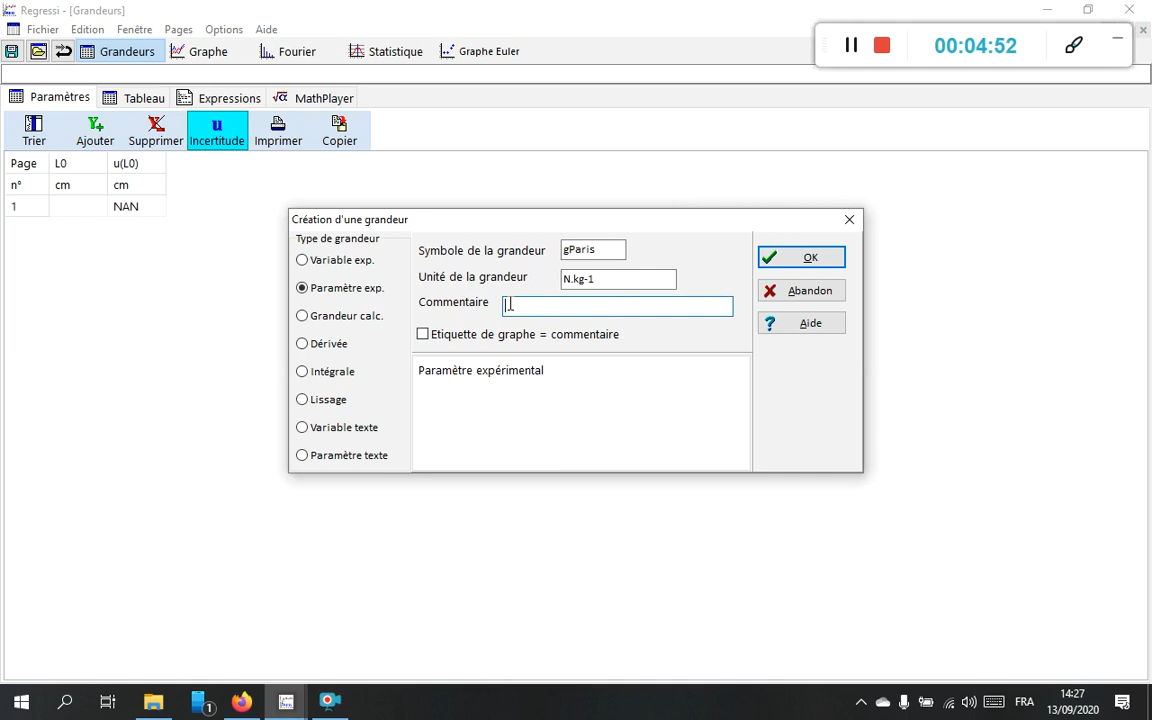 Regressi - [Grandeurs]
Fichier Edition Fenêtre Pages Options Aide
Grandeurs Graphe Fourier Statistique Graphe Euler
00:04:52
Paramètres Tableau Expressions MathPlayer
Trier Ajouter Supprimer Incertitude Imprimer Copier
Page L0 u(L0)
n° cm cm
1 NAN
Création d'une grandeur
Type de grandeur
Variable exp.
Paramètre exp.
Grandeur calc.
Dérivée
Intégrale
Lissage
Variable texte
Paramètre texte
Symbole de la grandeur gParis
Unité de la grandeur N.kg-1
Commentaire
Etiquette de graphe = commentaire
Paramètre expérimental
OK
Abandon
Aide
FRA
14:27
13/09/2020